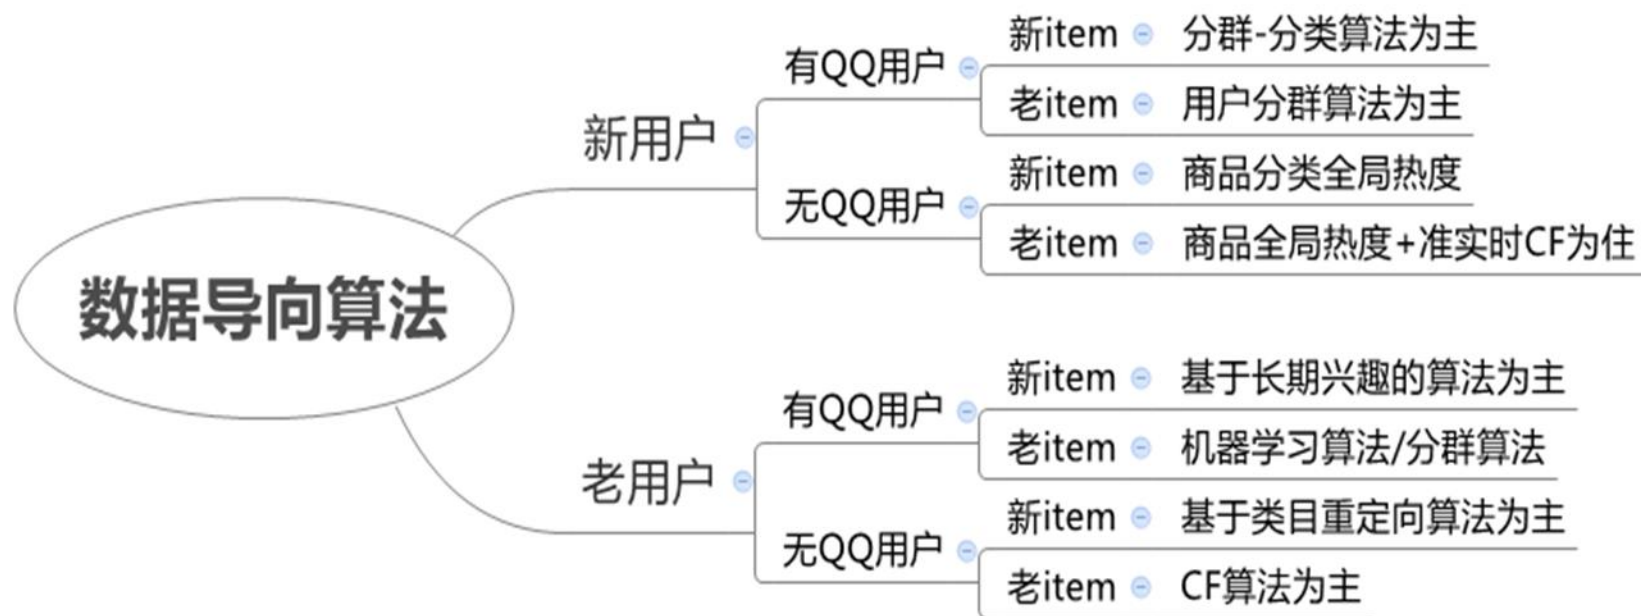 数据导向算法
新用户
有QQ用户
新item 分群-分类算法为主
老item 用户分群算法为主
无QQ用户
新item 商品分类全局热度
老item 商品全局热度+准实时CF为住
老用户
有QQ用户
新item 基于长期兴趣的算法为主
老item 机器学习算法/分群算法
无QQ用户
新item 基于类目重定向算法为主
老item CF算法为主